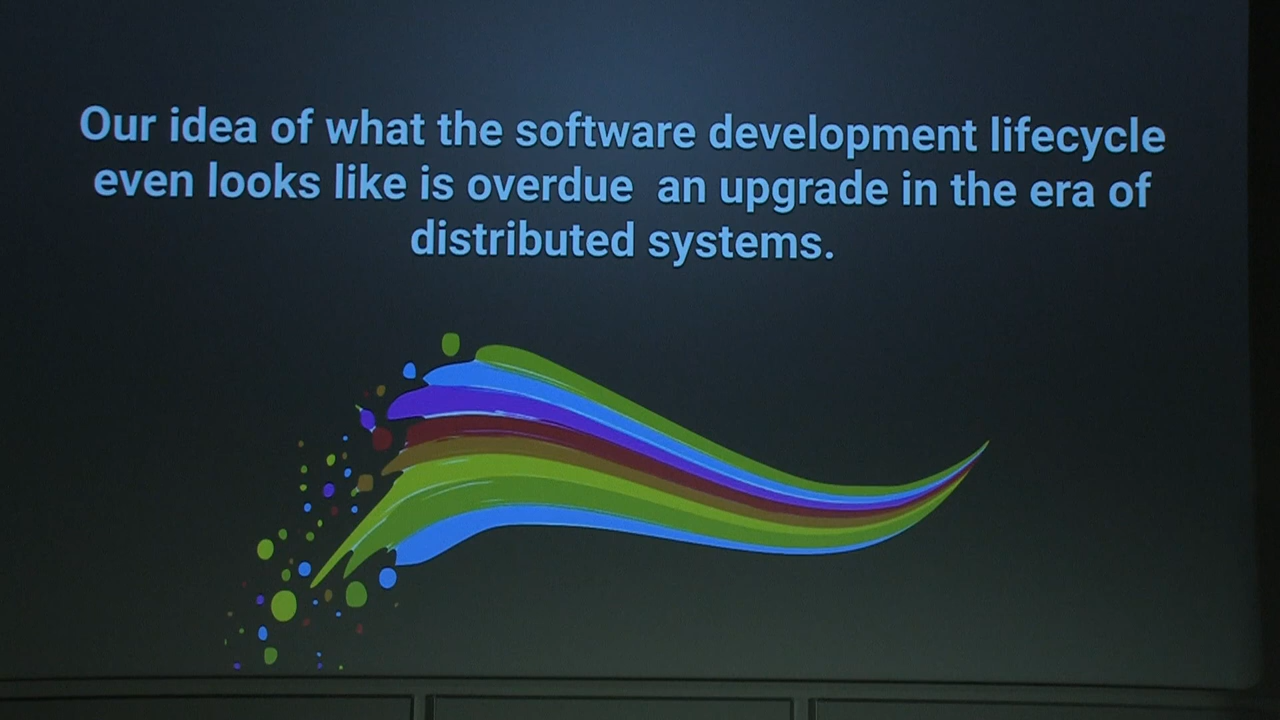 Our idea of what the software development lifecycle
even looks like is overdue  an upgrade in the era of
distributed systems.